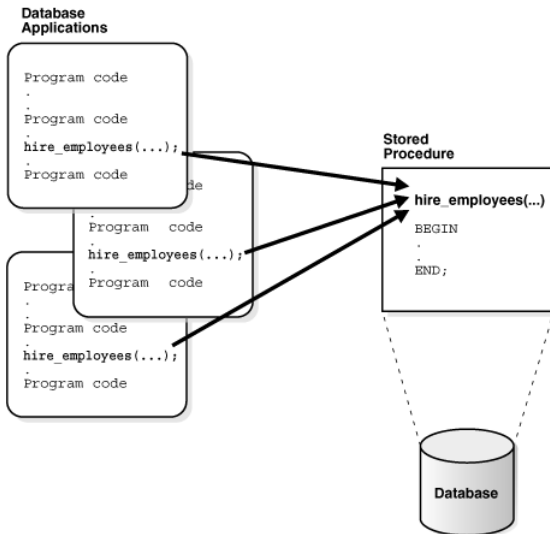 Database
Applications
Program code
.
.
Program code
.
hire_employees(...);
.
Program code
.
Program code
.
hire_employees(...);
.
Program code
.
.
Program code
.
hire_employees(...);
.
Program code
Stored
Procedure
hire_employees(...)
BEGIN
.
.
END;
Database